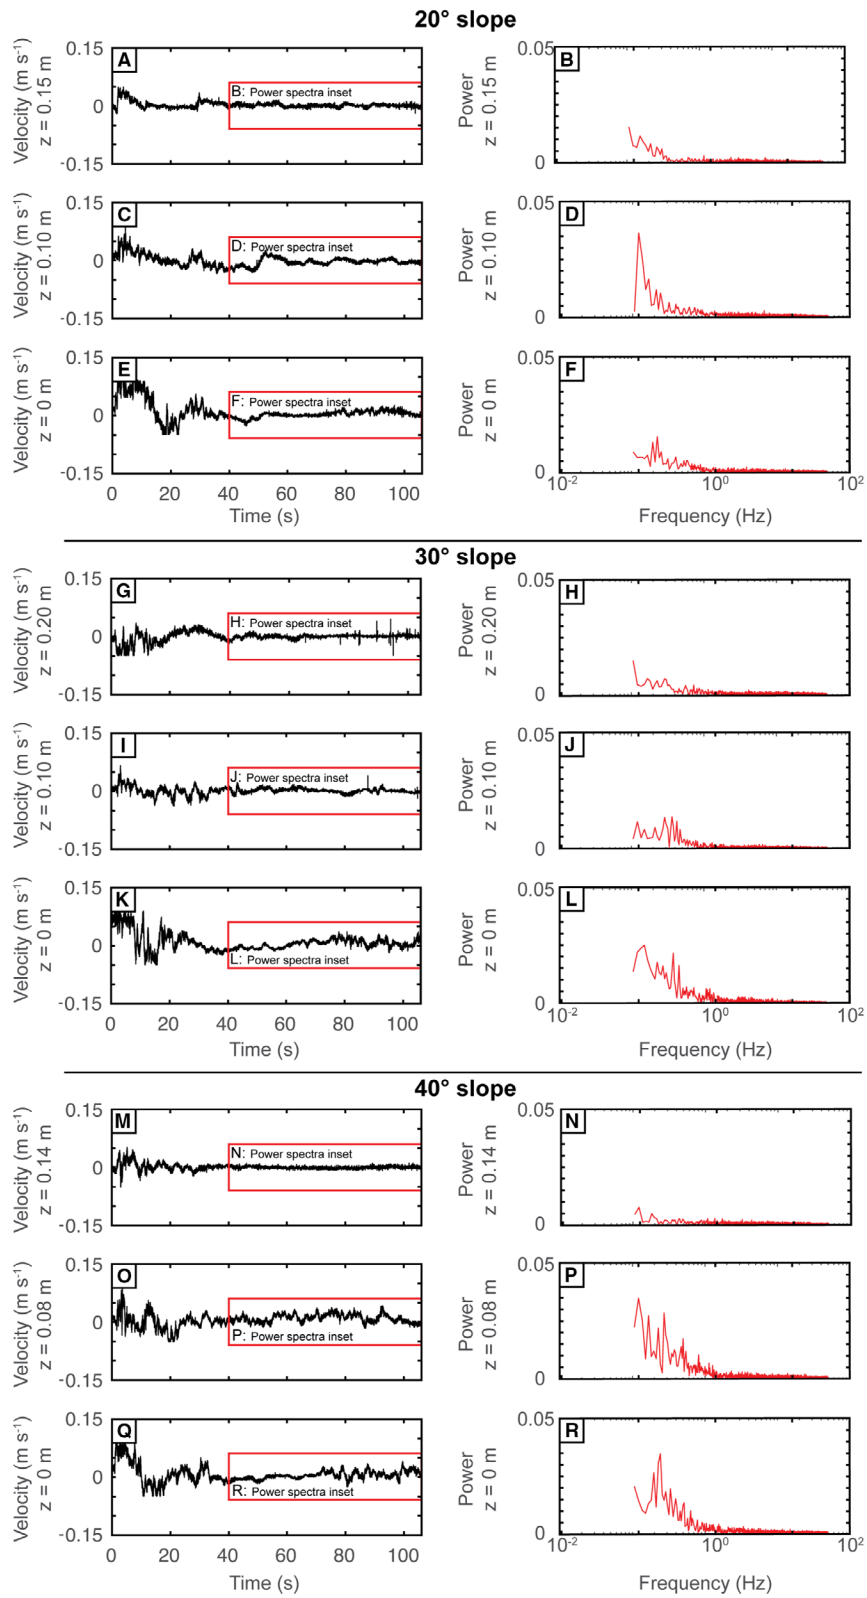 20° slope
Velocity (m s-1)
z = 0.15 m
0.15
0
-0.15
A
B: Power spectra inset
Power
z = 0.15 m
0.05
0
B
Velocity (m s-1)
z = 0.10 m
0.15
0
-0.15
C
D: Power spectra inset
Power
z = 0.10 m
0.05
0
D
Velocity (m s-1)
z = 0 m
0.15
0
-0.15
E
F: Power spectra inset
0 20 40 60 80 100
Time (s)
Power
z = 0 m
0.05
0
F
10-2 100 102
Frequency (Hz)
30° slope
Velocity (m s-1)
z = 0.20 m
0.15
0
-0.15
G
H: Power spectra inset
Power
z = 0.20 m
0.05
0
H
Velocity (m s-1)
z = 0.10 m
0.15
0
-0.15
I
J: Power spectra inset
Power
z = 0.10 m
0.05
0
J
Velocity (m s-1)
z = 0 m
0.15
0
-0.15
K
L: Power spectra inset
0 20 40 60 80 100
Time (s)
Power
z = 0 m
0.05
0
L
10-2 100 102
Frequency (Hz)
40° slope
Velocity (m s-1)
z = 0.14 m
0.15
0
-0.15
M
N: Power spectra inset
Power
z = 0.14 m
0.05
0
N
Velocity (m s-1)
z = 0.08 m
0.15
0
-0.15
O
P: Power spectra inset
Power
z = 0.08 m
0.05
0
P
Velocity (m s-1)
z = 0 m
0.15
0
-0.15
Q
R: Power spectra inset
0 20 40 60 80 100
Time (s)
Power
z = 0 m
0.05
0
R
10-2 100 102
Frequency (Hz)